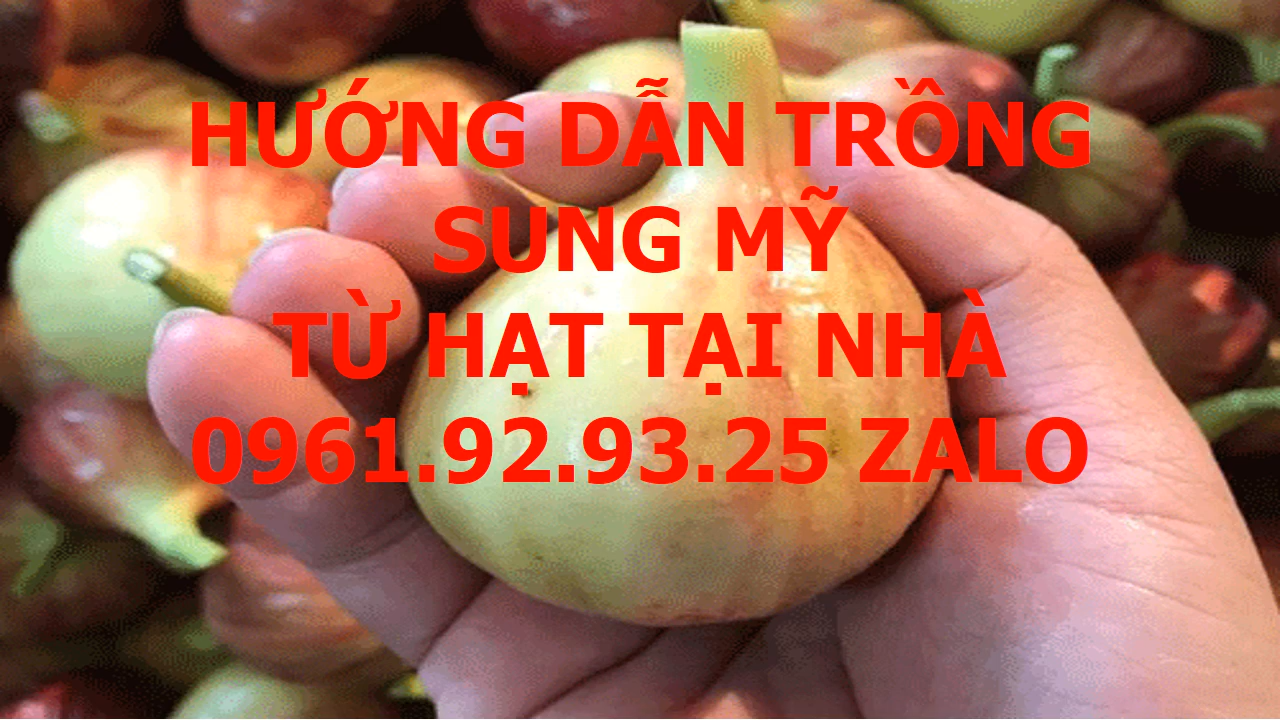 HƯỚNG DẪN TRỒNG
SUNG MỸ
TỪ HẠT TẠI NHÀ
0961.92.93.25 ZALO